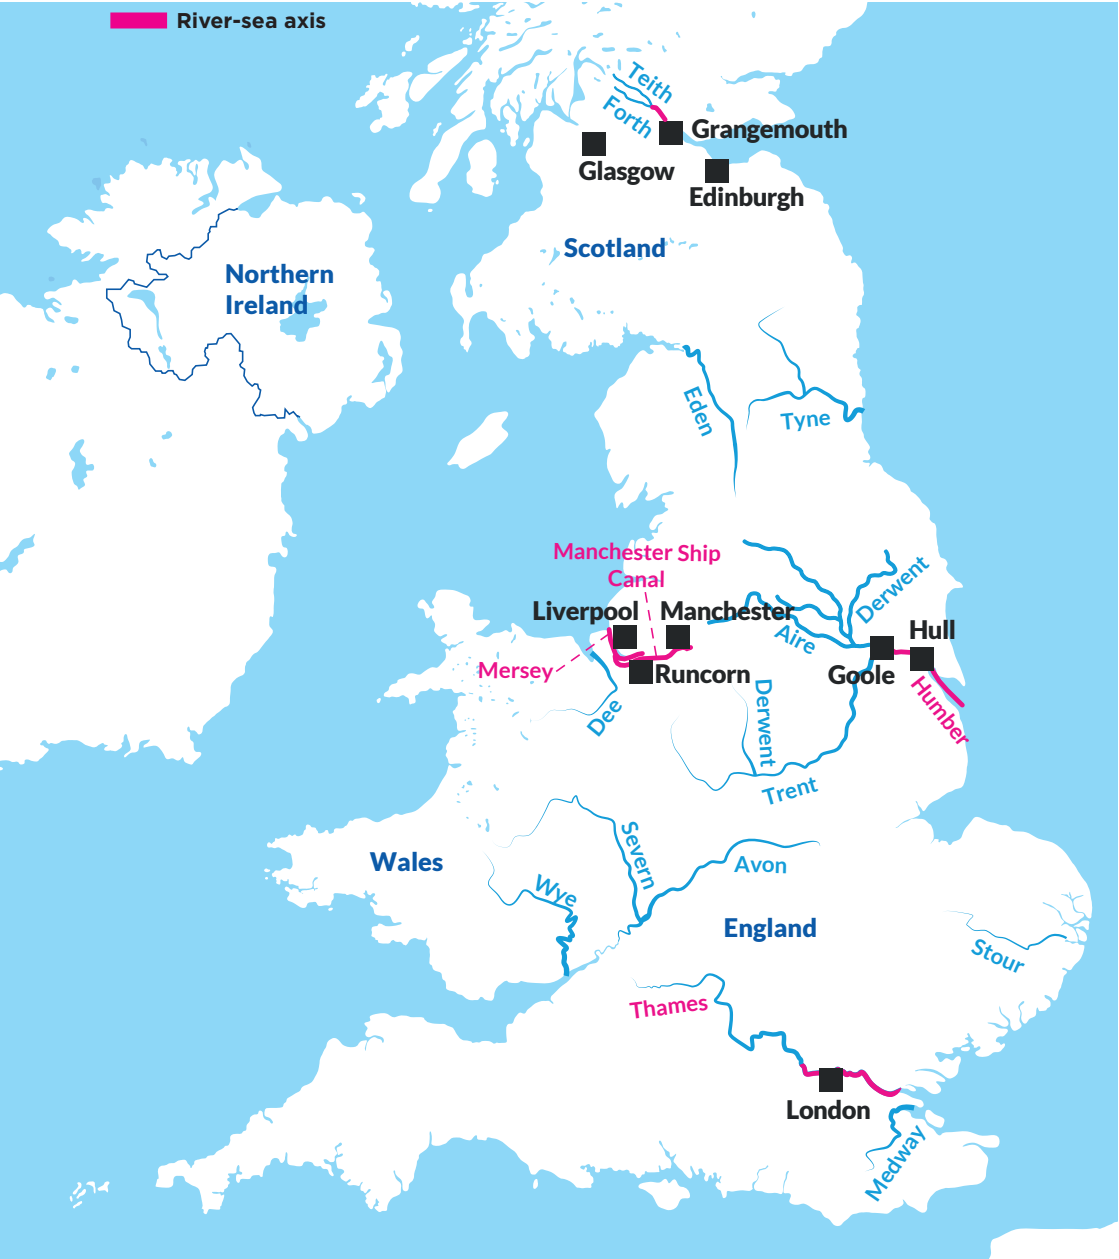 River-sea axis
Teith
Forth
Grangemouth
Glasgow
Edinburgh
Scotland
Northern
Ireland
Eden
Tyne
Manchester Ship
Canal
Derwent
Liverpool
Manchester
Aire
Hull
Mersey
Runcorn
Goole
Humber
Dee
Derwent
Trent
Severn
Avon
Wales
Wye
England
Stour
Thames
London
Medway